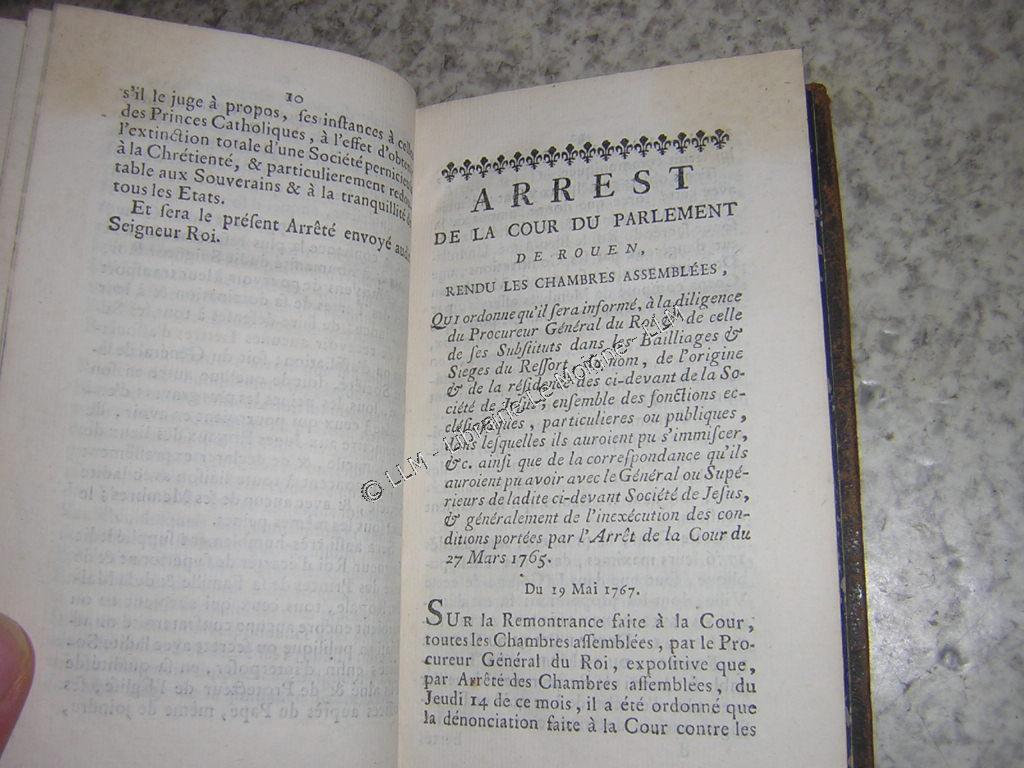 10
s'il le juge à propos, ſes inſtances à celles
des Princes Catholiques, à l'effet d'obtenir
l'extinction totale d'une Société pernicieuse
à la Chrétienté, & particulierement redou-
table aux Souverains & à la tranquillité de
tous les Etats.
Et ſera le préſent Arrêté envoyé audit
Seigneur Roi.
ARREST
DE LA COUR DU PARLEMENT
DE ROUEN,
RENDU LES CHAMBRES ASSEMBLÉES,
QUI ordonne qu'il ſera informé, à la diligence
du Procureur Général du Roi & de celle
de ſes Subſtituts dans les Bailliages &
Sieges du Reſſort, du nom, de l'origine
& de la réſidence des ci-devant de la So-
ciété de Jeſus, enſemble des fonctions ec-
cléſiaſtiques, particulieres ou publiques,
dans leſquelles ils auroient pu s'immiſcer,
&c. ainſi que de la correſpondance qu'ils
auroient pu avoir avec le Général ou Supé-
rieurs de ladite ci-devant Société de Jeſus,
& généralement de l'inexécution des con-
ditions portées par l'Arrêt de la Cour du
27 Mars 1765.
Du 19 Mai 1767.
SUR la Remontrance faite à la Cour,
toutes les Chambres aſſemblées, par le Pro-
cureur Général du Roi, expoſitive que,
par Arrêté des Chambres aſſemblées, du
Jeudi 14 de ce mois, il a été ordonné que
la dénonciation faite à la Cour contre les
© LLM - Librairie Le Moine - LLM